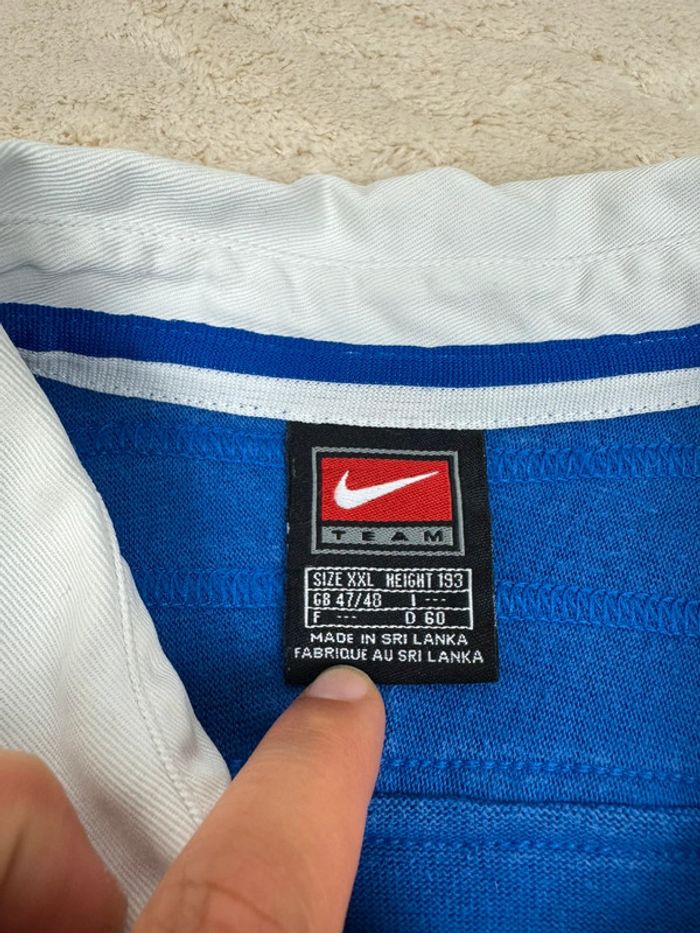 TEAM
SIZE XXL HEIGHT 193
GB 47/48 I ---
F --- D 60
MADE IN SRI LANKA
FABRIQUE AU SRI LANKA